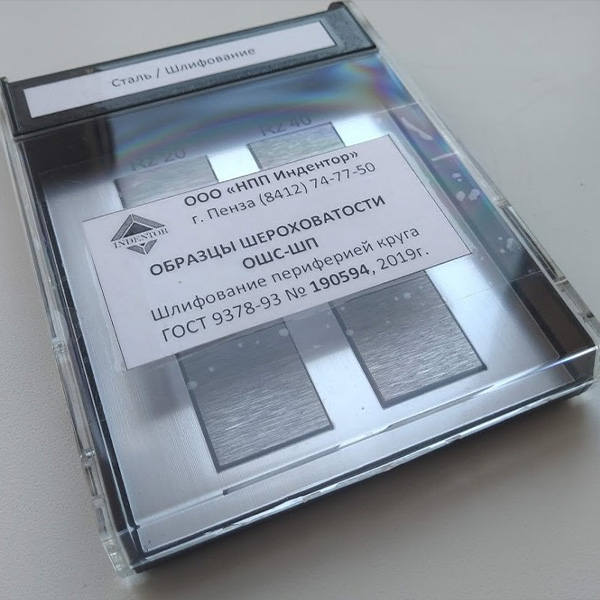 Сталь / Шлифование
Rz 20
Rz 40
ООО «НПП Индентор»
г. Пенза (8412) 74-77-50
INDENTOR
ОБРАЗЦЫ ШЕРОХОВАТОСТИ
ОШС-ШП
Шлифование периферией круга
ГОСТ 9378-93 № 190594, 2019г.